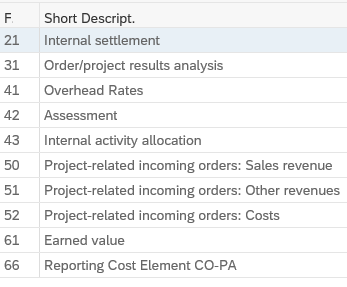 F. Short Descript.
21 Internal settlement
31 Order/project results analysis
41 Overhead Rates
42 Assessment
43 Internal activity allocation
50 Project-related incoming orders: Sales revenue
51 Project-related incoming orders: Other revenues
52 Project-related incoming orders: Costs
61 Earned value
66 Reporting Cost Element CO-PA